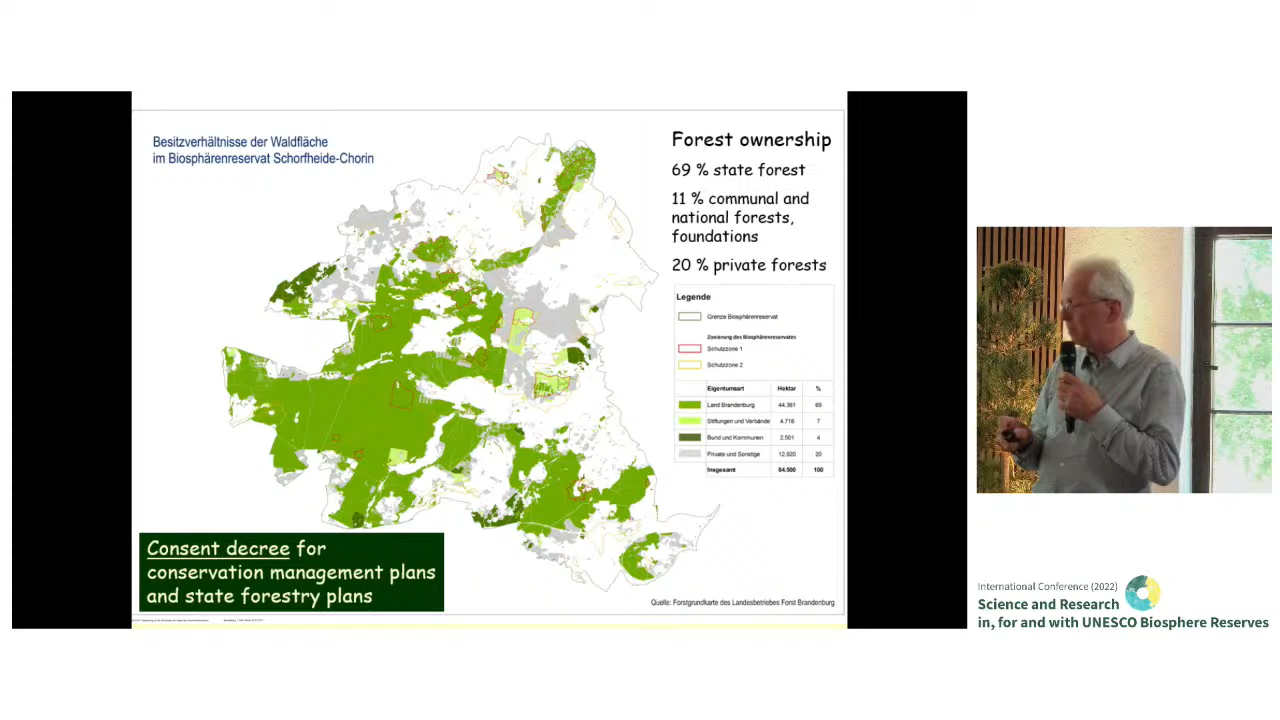 Besitzverhältnisse der Waldfläche
im Biosphärenreservat Schorfheide-Chorin
Forest ownership
69 % state forest
11 % communal and
national forests,
foundations
20 % private forests
Legende
Grenze Biosphärenreservat
Zonierung des Biosphärenreservates
Schutzzone 1
Schutzzone 2
Eigentumsart Hektar %
Land Brandenburg 44.361 69
Stiftungen und Verbände 4.718 7
Bund und Kommunen 2.501 4
Private und Sonstige 12.920 20
Insgesamt 64.500 100
Consent decree for
conservation management plans
and state forestry plans
Quelle: Forstgrundkarte des Landesbetriebes Forst Brandenburg
International Conference (2022)
Science and Research
in, for and with UNESCO Biosphere Reserves